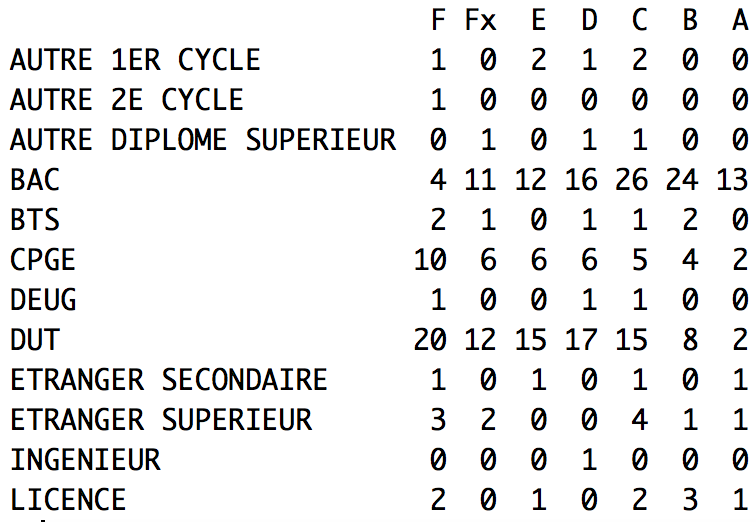 F Fx E D C B A
AUTRE 1ER CYCLE 1 0 2 1 2 0 0
AUTRE 2E CYCLE 1 0 0 0 0 0 0
AUTRE DIPLOME SUPERIEUR 0 1 0 1 1 0 0
BAC 4 11 12 16 26 24 13
BTS 2 1 0 1 1 2 0
CPGE 10 6 6 6 5 4 2
DEUG 1 0 0 1 1 0 0
DUT 20 12 15 17 15 8 2
ETRANGER SECONDAIRE 1 0 1 0 1 0 1
ETRANGER SUPERIEUR 3 2 0 0 4 1 1
INGENIEUR 0 0 0 1 0 0 0
LICENCE 2 0 1 0 2 3 1